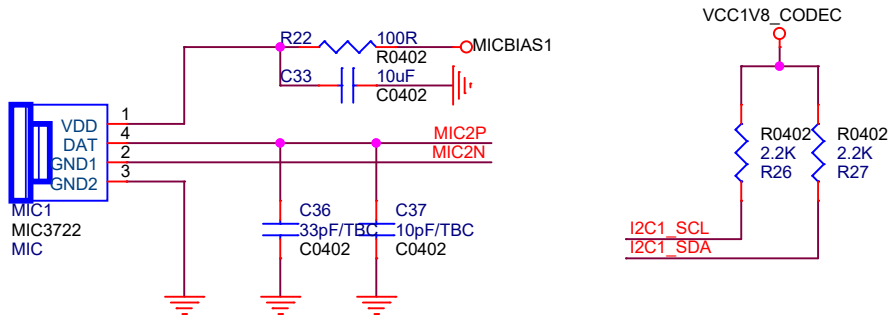 VCC1V8_CODEC
R22
100R
R0402
MICBIAS1
C33
10uF
C0402
VDD
DAT
GND1
GND2
1
4
2
3
MIC2P
MIC2N
MIC1
MIC3722
MIC
C36
33pF/TBC
C0402
C37
10pF/TBC
C0402
R0402
2.2K
R26
R0402
2.2K
R27
I2C1_SCL
I2C1_SDA